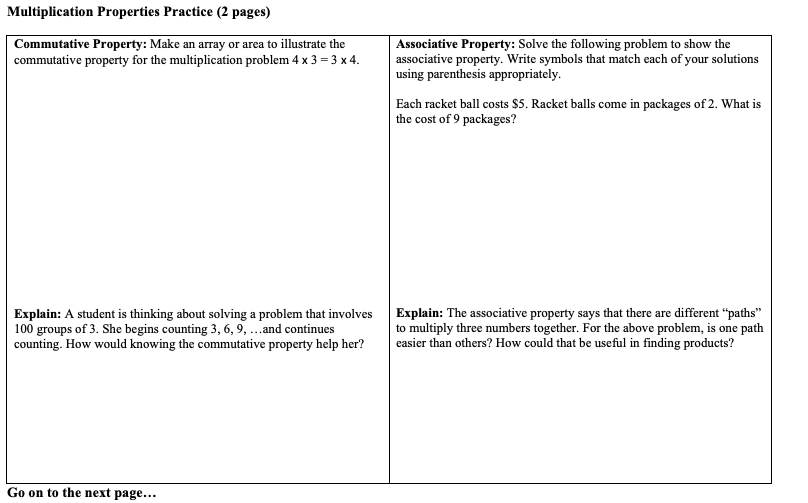 Multiplication Properties Practice (2 pages)
Commutative Property: Make an array or area to illustrate the
commutative property for the multiplication problem 4 x 3 = 3 x 4.
Explain: A student is thinking about solving a problem that involves
100 groups of 3. She begins counting 3, 6, 9, …and continues
counting. How would knowing the commutative property help her?
Associative Property: Solve the following problem to show the
associative property. Write symbols that match each of your solutions
using parenthesis appropriately.
Each racket ball costs $5. Racket balls come in packages of 2. What is
the cost of 9 packages?
Explain: The associative property says that there are different “paths”
to multiply three numbers together. For the above problem, is one path
easier than others? How could that be useful in finding products?
Go on to the next page…